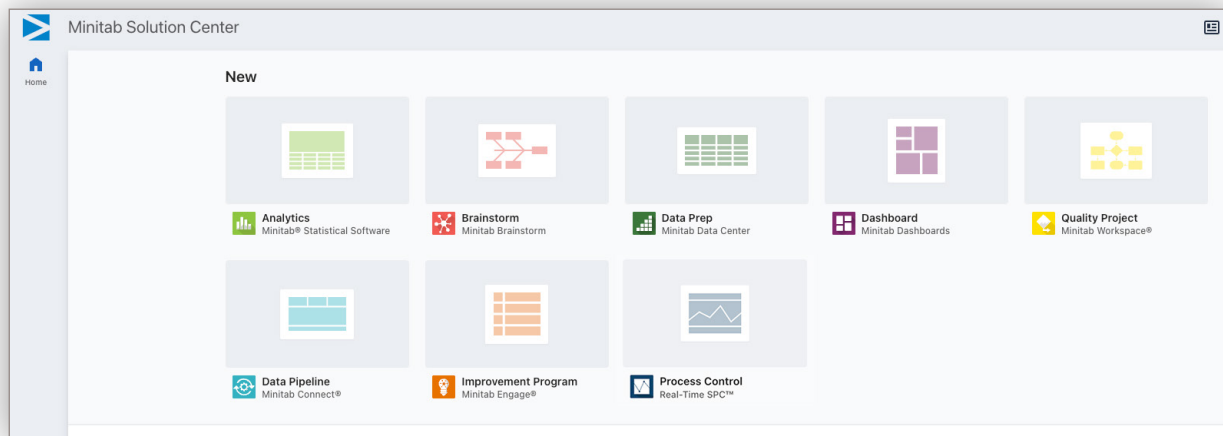 Minitab Solution Center
Home
New
Analytics
Minitab® Statistical Software
Brainstorm
Minitab Brainstorm
Data Prep
Minitab Data Center
Dashboard
Minitab Dashboards
Quality Project
Minitab Workspace®
Data Pipeline
Minitab Connect®
Improvement Program
Minitab Engage®
Process Control
Real-Time SPC™